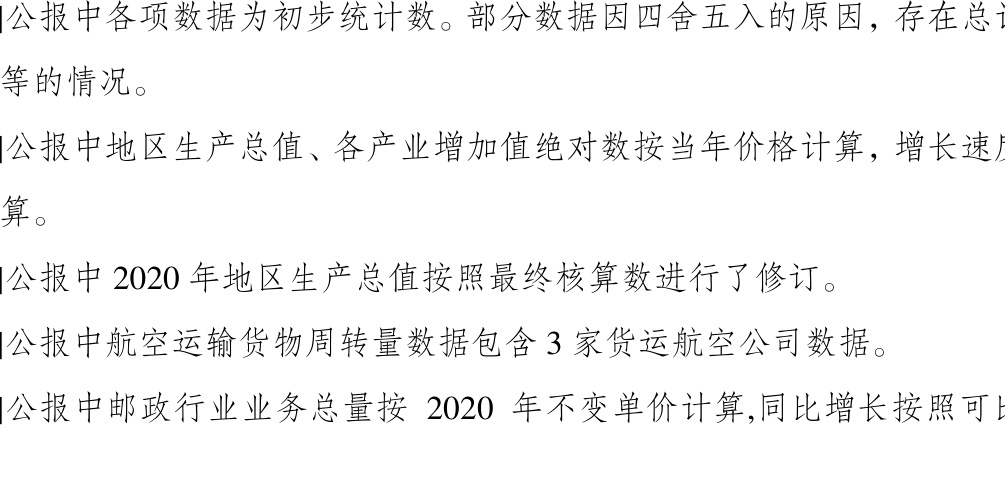 公报中各项数据为初步统计数。部分数据因四舍五入的原因，存在总
等的情况。
公报中地区生产总值、各产业增加值绝对数按当年价格计算，增长速
算。
公报中 2020 年地区生产总值按照最终核算数进行了修订。
公报中航空运输货物周转量数据包含 3 家货运航空公司数据。
公报中邮政行业业务总量按 2020 年不变单价计算,同比增长按照可